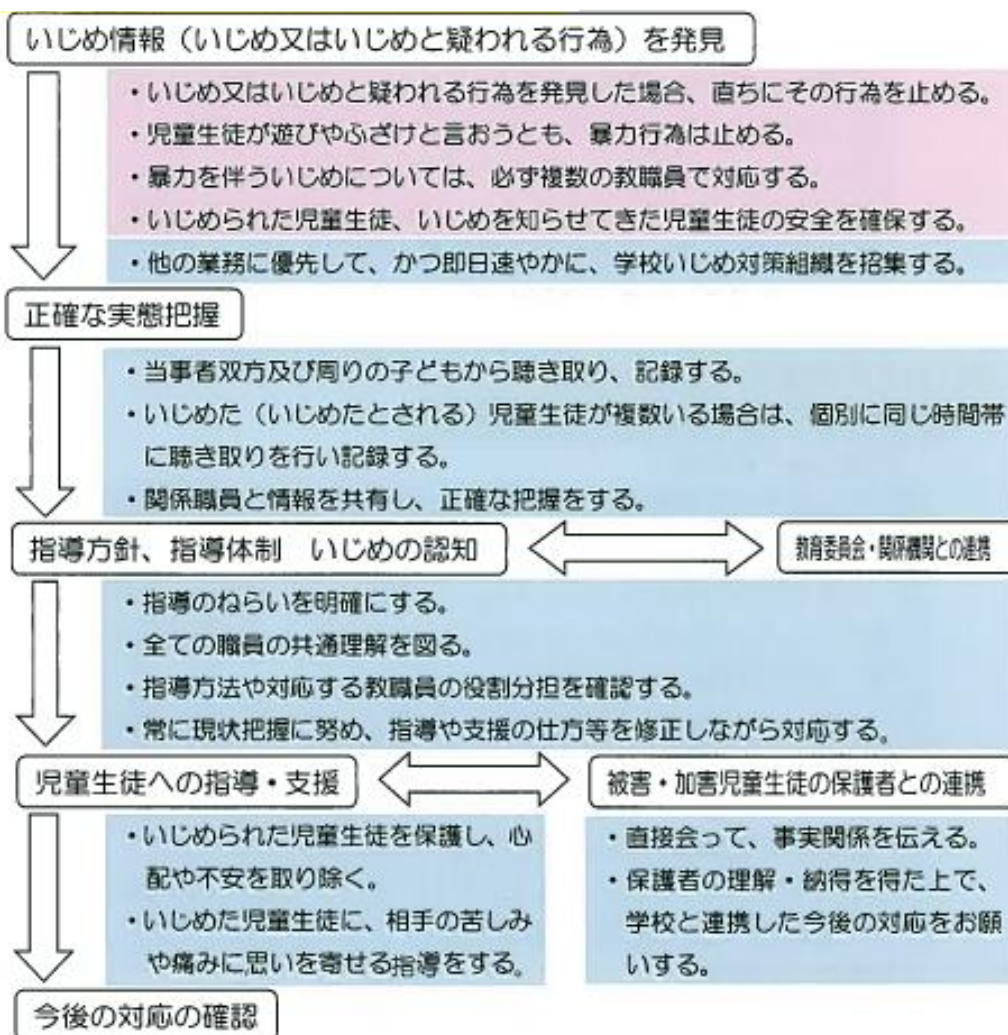 いじめ情報（いじめ又はいじめと疑われる行為）を発見
・いじめ又はいじめと疑われる行為を発見した場合、直ちにその行為を止める。
・児童生徒が遊びやふざけと言おうとも、暴力行為は止める。
・暴力を伴ういじめについては、必ず複数の教職員で対応する。
・いじめられた児童生徒、いじめを知らせてきた児童生徒の安全を確保する。
・他の業務に優先して、かつ即日速やかに、学校いじめ対策組織を招集する。
正確な実態把握
・当事者双方及び周りの子どもから聴き取り、記録する。
・いじめた（いじめたとされる）児童生徒が複数いる場合は、個別に同じ時間帯
に聴き取りを行い記録する。
・関係職員と情報を共有し、正確な把握をする。
指導方針、指導体制　いじめの認知
教育委員会・関係機関との連携
・指導のねらいを明確にする。
・全ての職員の共通理解を図る。
・指導方法や対応する教職員の役割分担を確認する。
・常に現状把握に努め、指導や支援の仕方等を修正しながら対応する。
児童生徒への指導・支援
被害・加害児童生徒の保護者との連携
・いじめられた児童生徒を保護し、心
配や不安を取り除く。
・いじめた児童生徒に、相手の苦しみ
や痛みに思いを寄せる指導をする。
・直接会って、事実関係を伝える。
・保護者の理解・納得を得た上で、
学校と連携した今後の対応をお願
いする。
今後の対応の確認